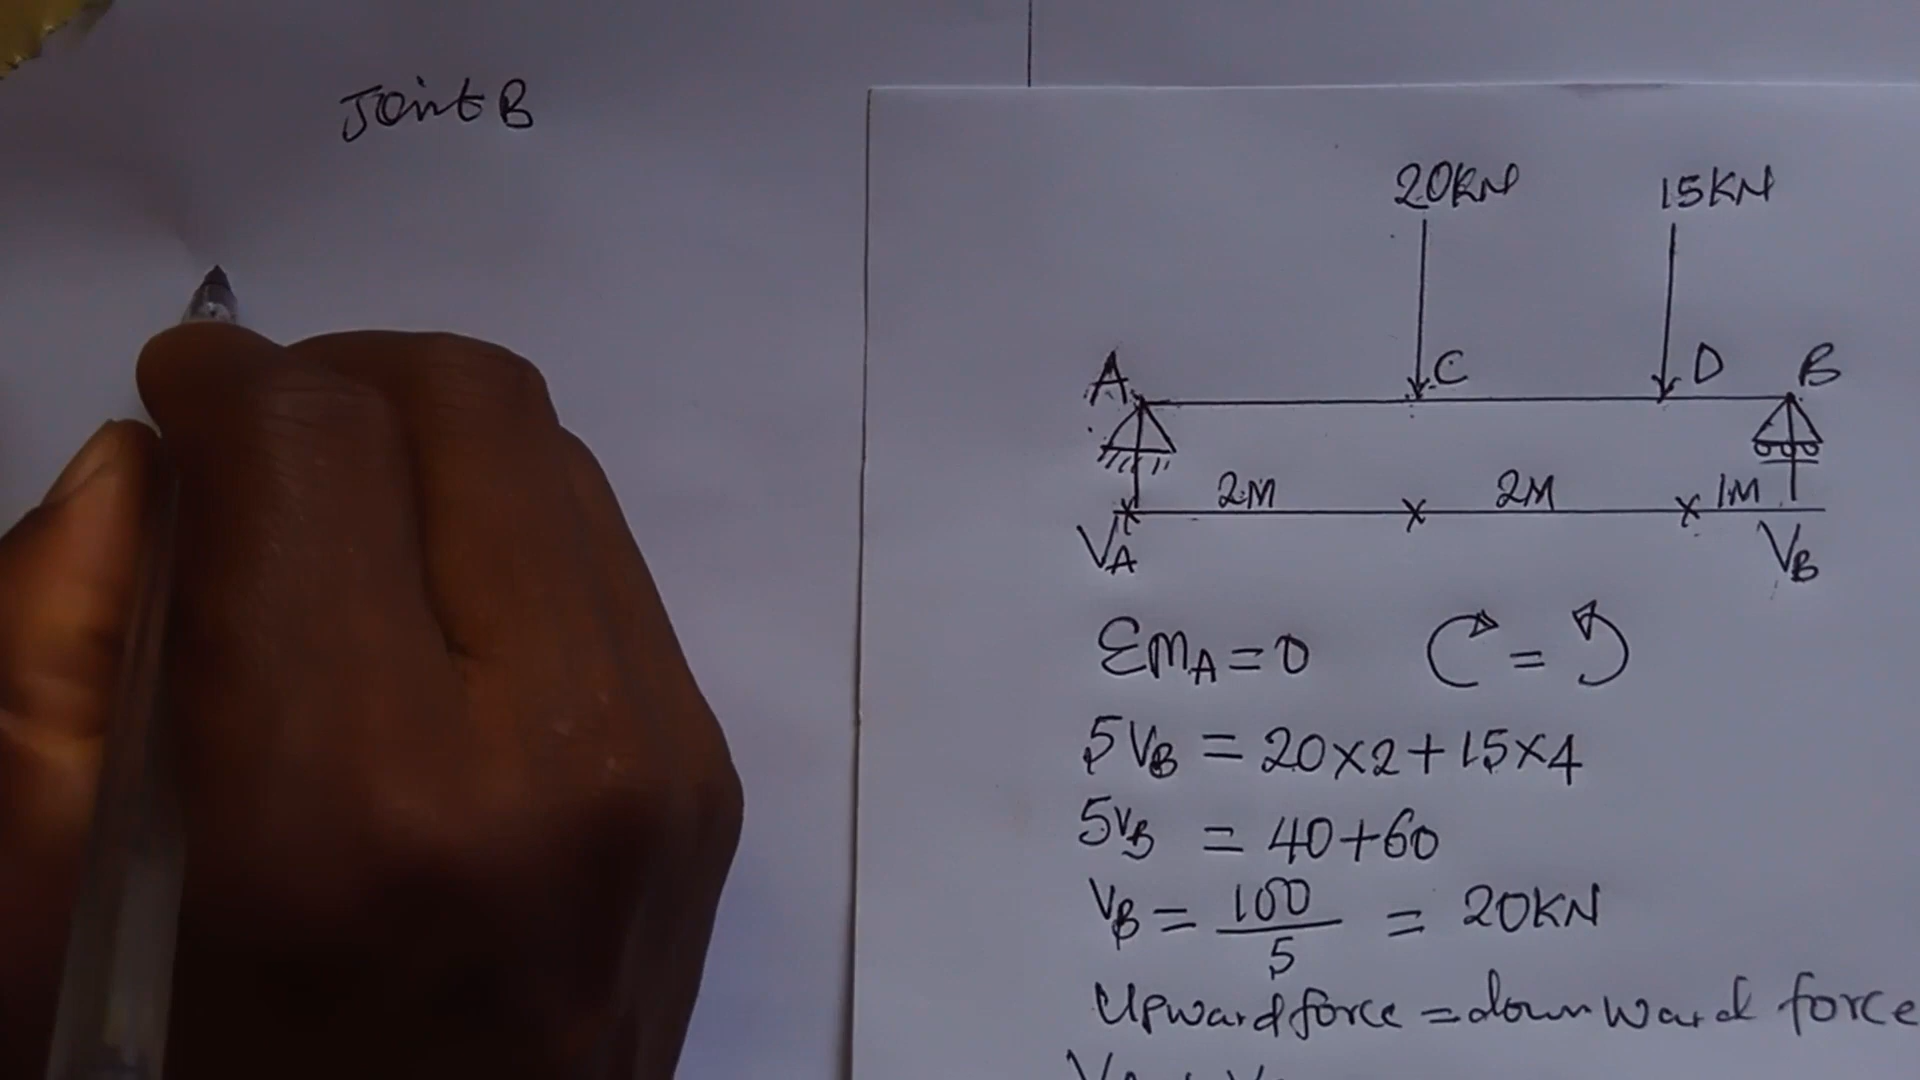 Joint B
20KN 15KN
A C D B
2M 2M 1M
VA VB
ƐMA=0 =
5VB = 20×2+15×4
5VB = 40+60
VB = 100/5 = 20KN
Upward force = downward force